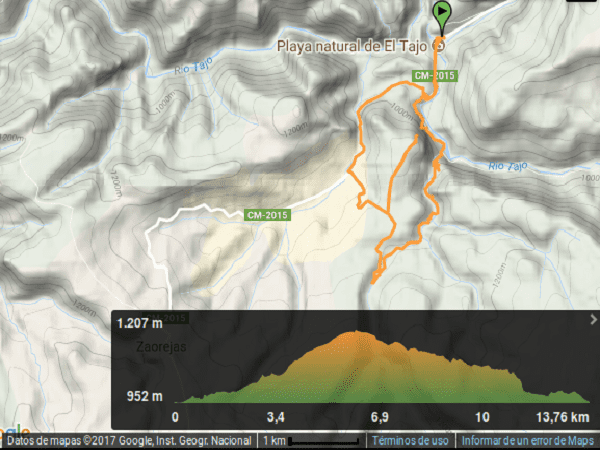 Playa natural de El Tajo
Río Tajo
CM-2015
1000m
1200m
1200m
1200m
Río Tajo
CM-2015
1000m
CM-2015
Zaorejas
1.207 m
952 m
0 3,4 6,9 10 13,76 km
Datos de mapas ©2017 Google, Inst. Geogr. Nacional 1 km Términos de uso Informar de un error de Maps